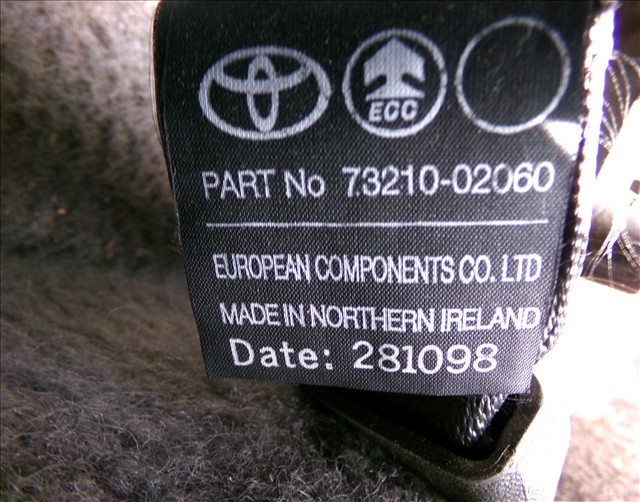 ECC
PART No 73210-02060
EUROPEAN COMPONENTS CO. LTD
MADE IN NORTHERN IRELAND
Date: 281098